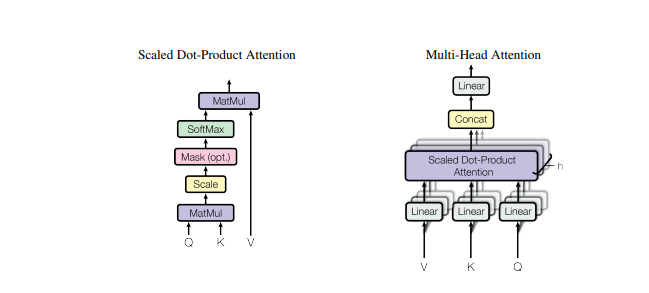 Scaled Dot-Product Attention
MatMul
SoftMax
Mask (opt.)
Scale
MatMul
Q K V
Multi-Head Attention
Linear
Concat
Scaled Dot-Product
Attention
h
Linear Linear Linear
V K Q